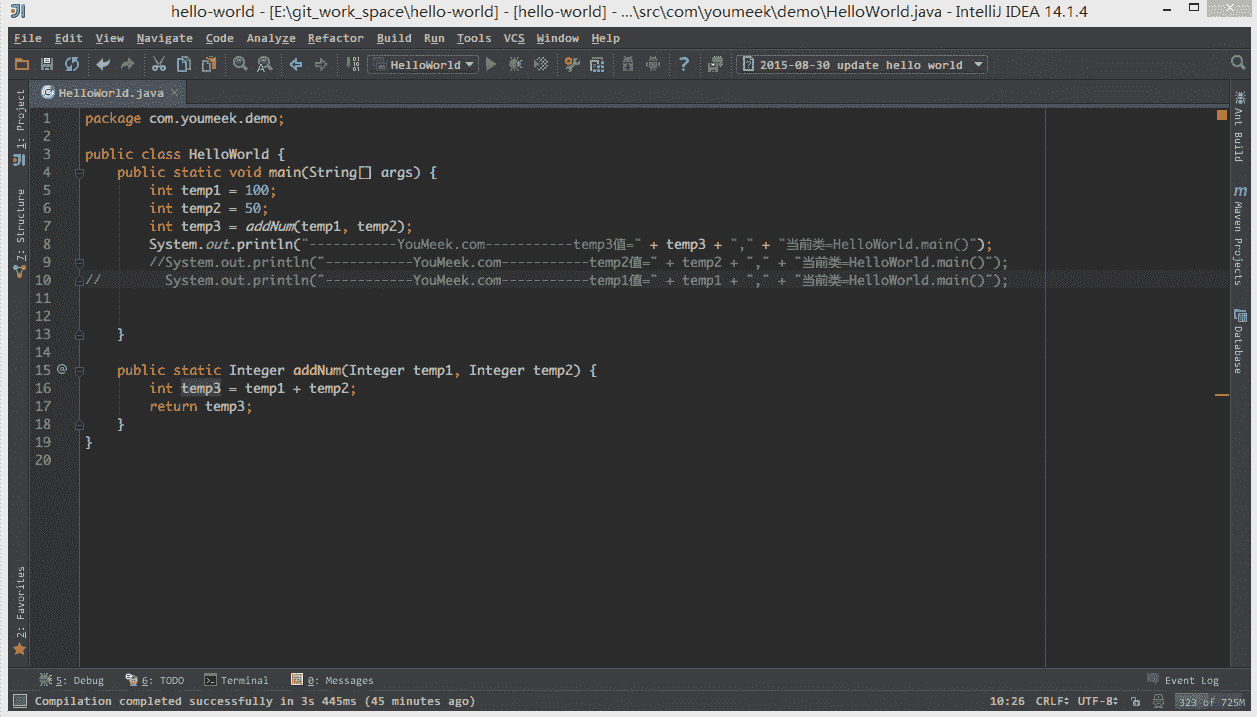 hello-world - [E:\git_work_space\hello-world] - [hello-world] - ...\src\com\youmeek\demo\HelloWorld.java - IntelliJ IDEA 14.1.4
File Edit View Navigate Code Analyze Refactor Build Run Tools VCS Window Help
HelloWorld 2015-08-30 update hello world
HelloWorld.java
1 package com.youmeek.demo;
2
3 public class HelloWorld {
4 public static void main(String[] args) {
5 int temp1 = 100;
6 int temp2 = 50;
7 int temp3 = addNum(temp1, temp2);
8 System.out.println("-----------YouMeek.com-----------temp3值=" + temp3 + "," + "当前类=HelloWorld.main()");
9 //System.out.println("-----------YouMeek.com-----------temp2值=" + temp2 + "," + "当前类=HelloWorld.main()");
10 // System.out.println("-----------YouMeek.com-----------temp1值=" + temp1 + "," + "当前类=HelloWorld.main()");
11
12
13 }
14
15 @ public static Integer addNum(Integer temp1, Integer temp2) {
16 int temp3 = temp1 + temp2;
17 return temp3;
18 }
19 }
20
1: Project
7: Structure
2: Favorites
Ant Build
Maven Projects
Database
5: Debug 6: TODO Terminal 0: Messages Event Log
Compilation completed successfully in 3s 445ms (45 minutes ago) 10:26 CRLF UTF-8 323 of 725M